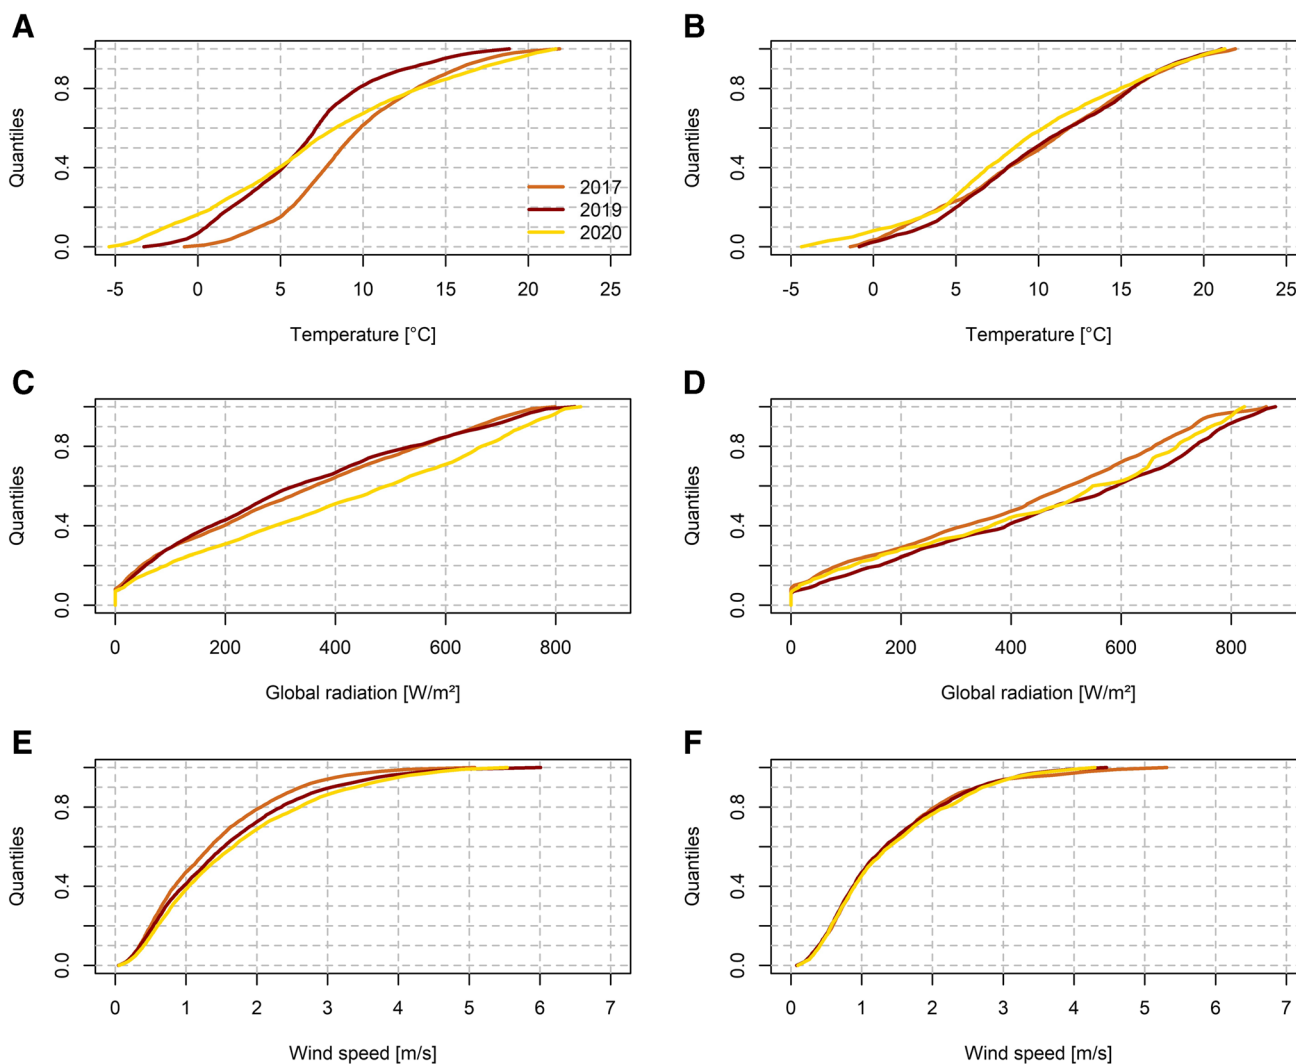 A
Quantiles
0.0 0.4 0.8
2017
2019
2020
-5 0 5 10 15 20 25
Temperature [°C]
B
Quantiles
0.0 0.4 0.8
-5 0 5 10 15 20 25
Temperature [°C]
C
Quantiles
0.0 0.4 0.8
0 200 400 600 800
Global radiation [W/m²]
D
Quantiles
0.0 0.4 0.8
0 200 400 600 800
Global radiation [W/m²]
E
Quantiles
0.0 0.4 0.8
0 1 2 3 4 5 6 7
Wind speed [m/s]
F
Quantiles
0.0 0.4 0.8
0 1 2 3 4 5 6 7
Wind speed [m/s]